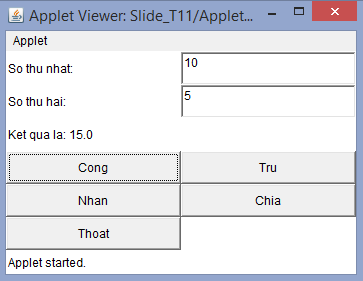 Applet Viewer: Slide_T11/Applet...
Applet
So thu nhat: 10
So thu hai: 5
Ket qua la: 15.0
Cong Tru
Nhan Chia
Thoat
Applet started.